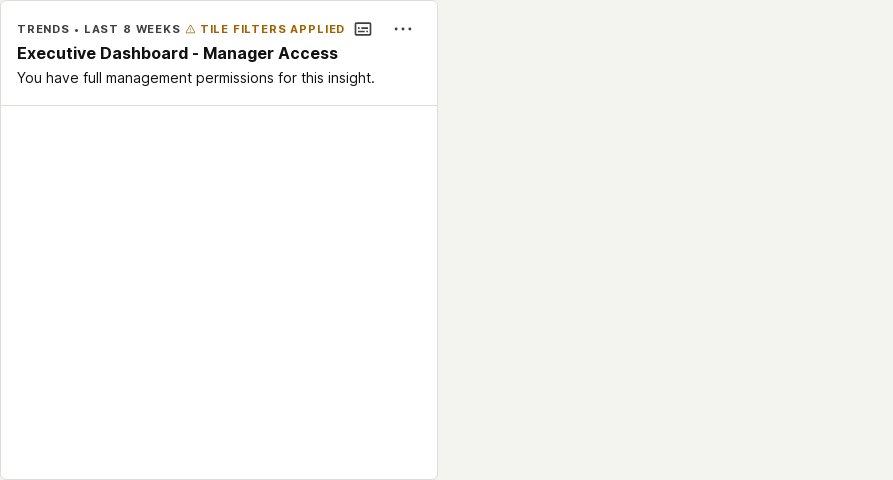 TRENDS • LAST 8 WEEKS TILE FILTERS APPLIED
Executive Dashboard - Manager Access
You have full management permissions for this insight.